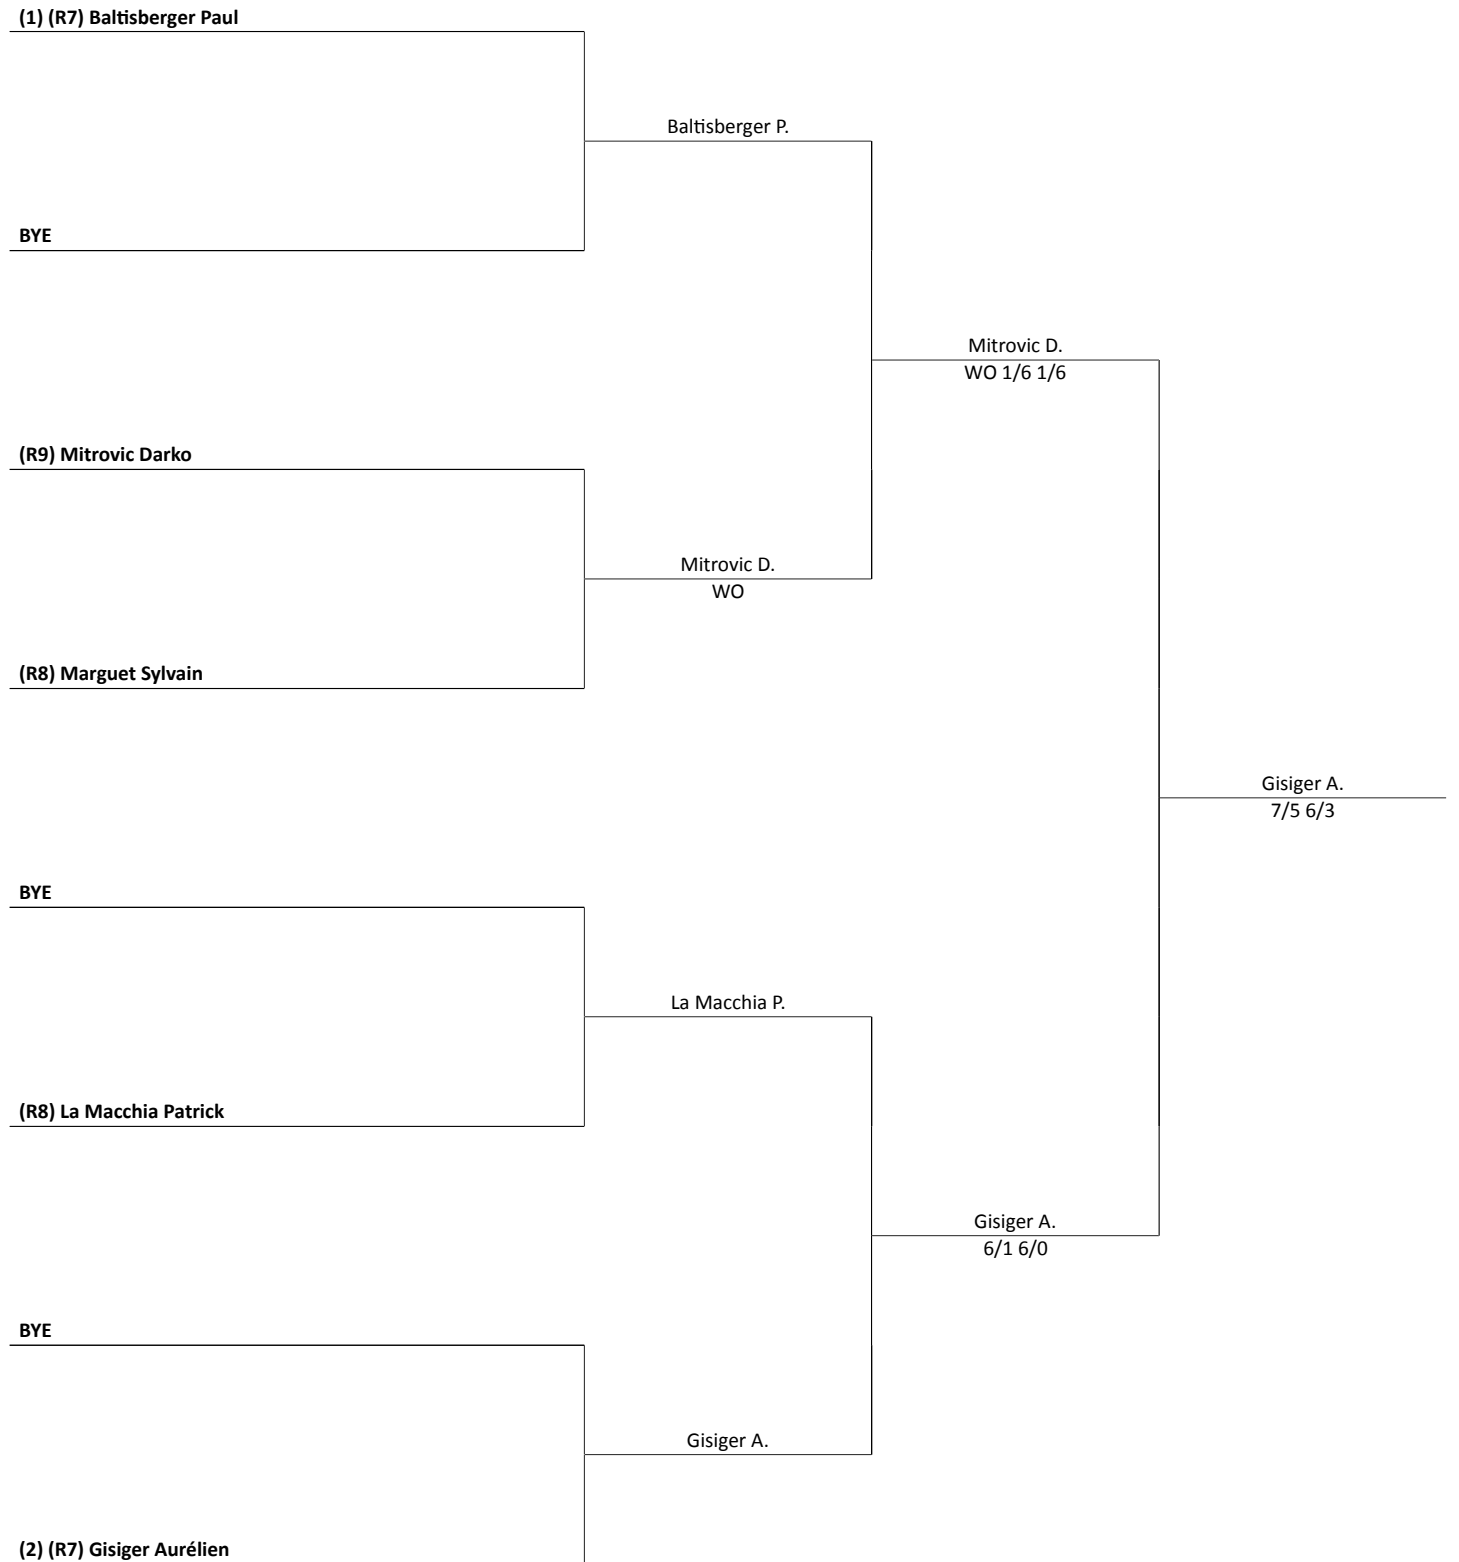 (1) (R7) Baltisberger Paul
Baltisberger P.
BYE
Mitrovic D.
WO 1/6 1/6
(R9) Mitrovic Darko
Mitrovic D.
WO
(R8) Marguet Sylvain
Gisiger A.
7/5 6/3
BYE
La Macchia P.
(R8) La Macchia Patrick
Gisiger A.
6/1 6/0
BYE
Gisiger A.
(2) (R7) Gisiger Aurélien